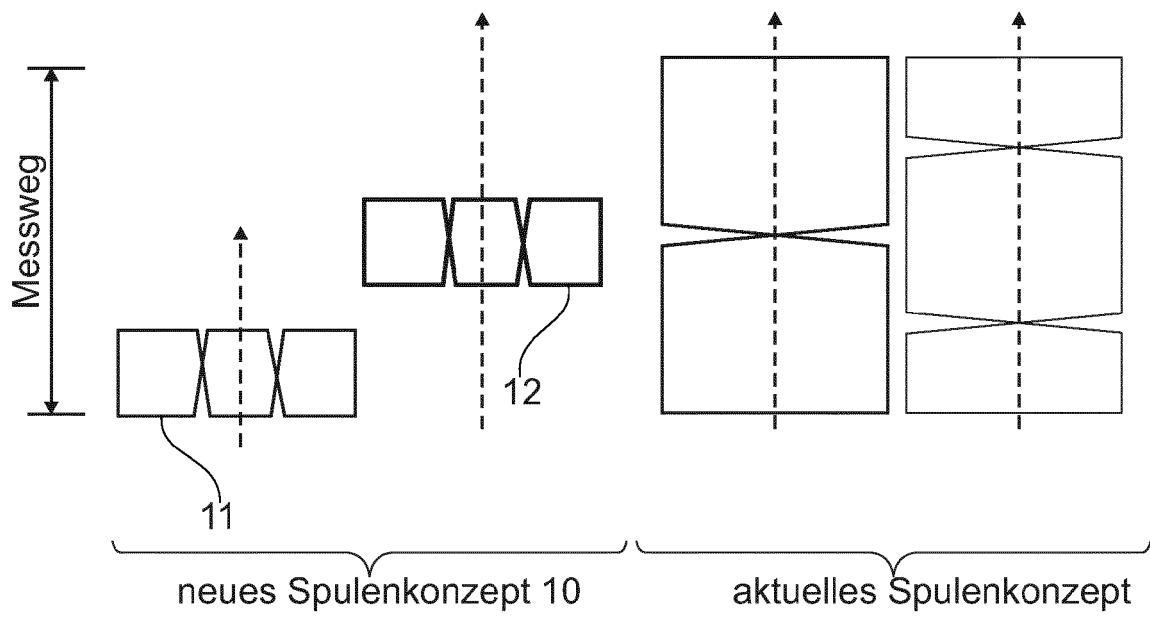 Messweg
12
11
neues Spulenkonzept 10
aktuelles Spulenkonzept